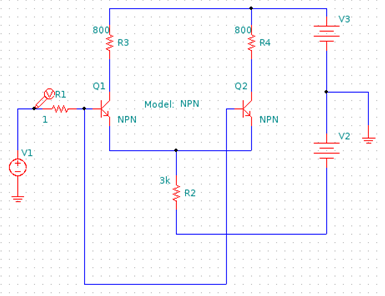 800
R3
800
R4
V3
Q1
Q2
R1
Model: NPN
1
NPN
NPN
V1
V2
3k
R2